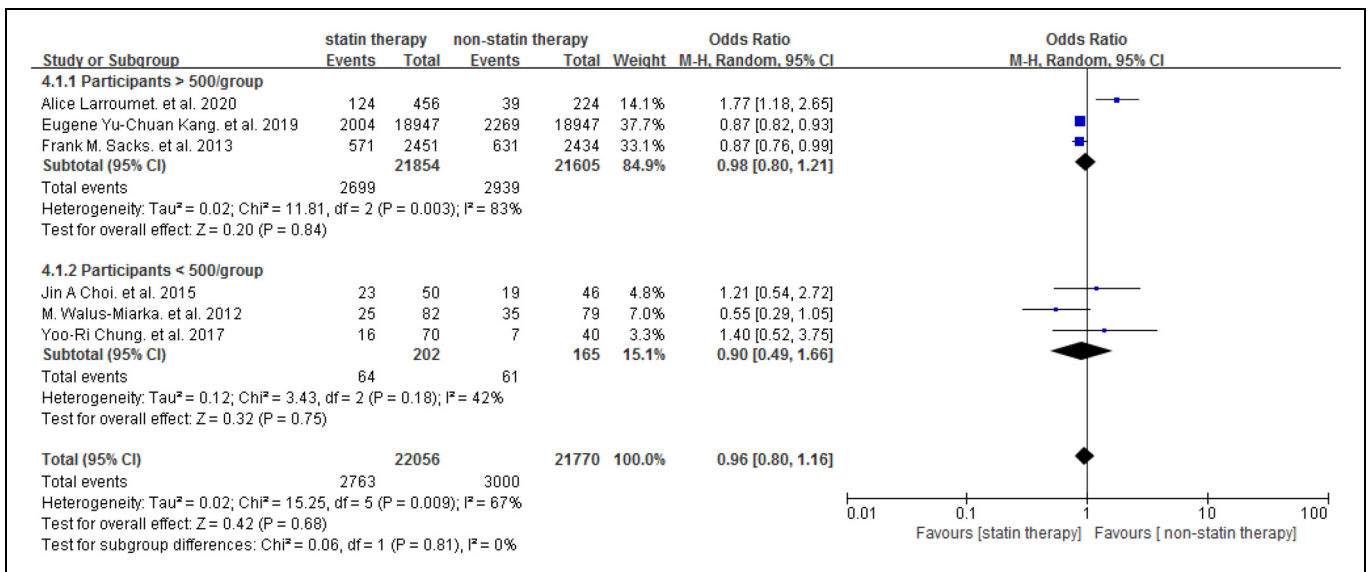 statin therapy non-statin therapy Odds Ratio Odds Ratio
Study or Subgroup Events Total Events Total Weight M-H, Random, 95% CI M-H, Random, 95% CI
4.1.1 Participants > 500/group
Alice Larroumet. et al. 2020 124 456 39 224 14.1% 1.77 [1.18, 2.65]
Eugene Yu-Chuan Kang. et al. 2019 2004 18947 2269 18947 37.7% 0.87 [0.82, 0.93]
Frank M. Sacks. et al. 2013 571 2451 631 2434 33.1% 0.87 [0.76, 0.99]
Subtotal (95% CI) 21854 21605 84.9% 0.98 [0.80, 1.21]
Total events 2699 2939
Heterogeneity: Tau² = 0.02; Chi² = 11.81, df = 2 (P = 0.003); I² = 83%
Test for overall effect: Z = 0.20 (P = 0.84)
4.1.2 Participants < 500/group
Jin A Choi. et al. 2015 23 50 19 46 4.8% 1.21 [0.54, 2.72]
M. Walus-Miarka. et al. 2012 25 82 35 79 7.0% 0.55 [0.29, 1.05]
Yoo-Ri Chung. et al. 2017 16 70 7 40 3.3% 1.40 [0.52, 3.75]
Subtotal (95% CI) 202 165 15.1% 0.90 [0.49, 1.66]
Total events 64 61
Heterogeneity: Tau² = 0.12; Chi² = 3.43, df = 2 (P = 0.18); I² = 42%
Test for overall effect: Z = 0.32 (P = 0.75)
Total (95% CI) 22056 21770 100.0% 0.96 [0.80, 1.16]
Total events 2763 3000
Heterogeneity: Tau² = 0.02; Chi² = 15.25, df = 5 (P = 0.009); I² = 67%
Test for overall effect: Z = 0.42 (P = 0.68)
Test for subgroup differences: Chi² = 0.06, df = 1 (P = 0.81), I² = 0%
0.01 0.1 1 10 100
Favours [statin therapy] Favours [ non-statin therapy]